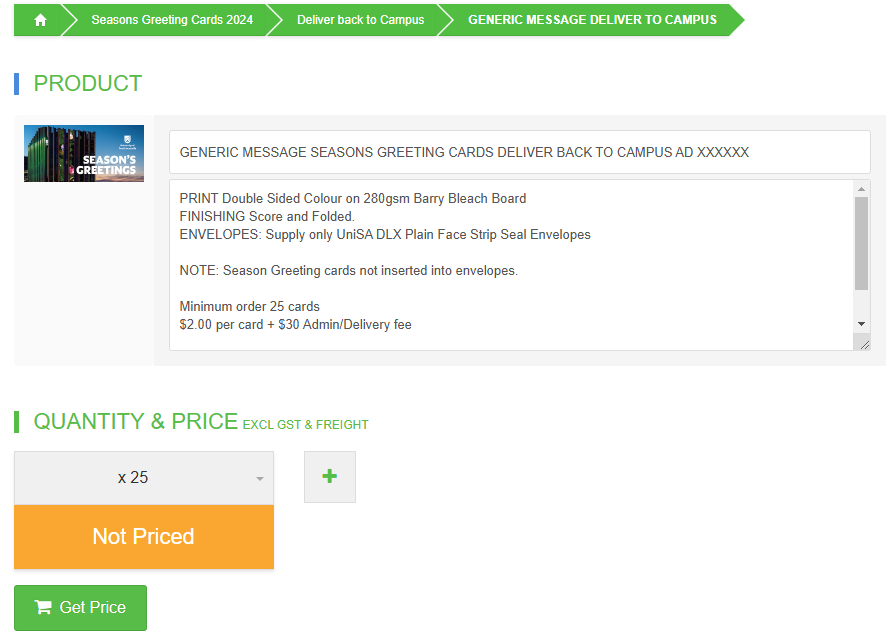 Seasons Greeting Cards 2024
Deliver back to Campus
GENERIC MESSAGE DELIVER TO CAMPUS
PRODUCT
SEASON'S
GREETINGS
GENERIC MESSAGE SEASONS GREETING CARDS DELIVER BACK TO CAMPUS AD XXXXXX
PRINT Double Sided Colour on 280gsm Barry Bleach Board
FINISHING Score and Folded.
ENVELOPES: Supply only UniSA DLX Plain Face Strip Seal Envelopes
NOTE: Season Greeting cards not inserted into envelopes.
Minimum order 25 cards
$2.00 per card + $30 Admin/Delivery fee
QUANTITY & PRICE EXCL GST & FREIGHT
x 25
Not Priced
Get Price